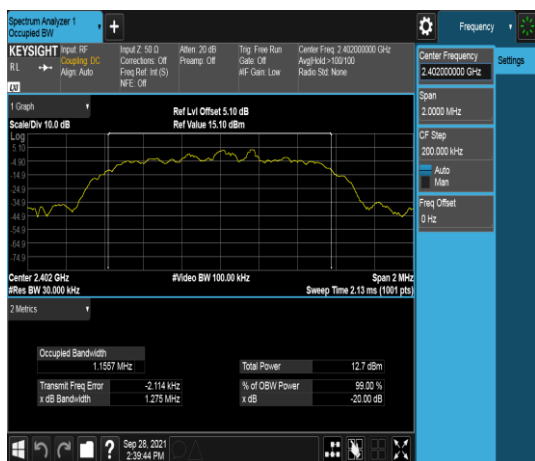 Spectrum Analyzer 1
Occupied BW
+
Frequency
KEYSIGHT
RL
Input: RF
Coupling: DC
Align: Auto
Input Z: 50 Ω
Corrections: Off
Freq Ref: Int (S)
NFE: Off
Atten: 20 dB
Preamp: Off
Trig: Free Run
Gate: Off
#IF Gain: Low
Center Freq: 2.402000000 GHz
Avg|Hold:>100/100
Radio Std: None
LXI
Center Frequency
2.402000000 GHz
Settings
Span
2.0000 MHz
CF Step
200.000 kHz
Auto
Man
Freq Offset
0 Hz
1 Graph
Scale/Div 10.0 dB
Ref Lvl Offset 5.10 dB
Ref Value 15.10 dBm
Log
5.10
-4.90
-14.9
-24.9
-34.9
-44.9
-54.9
-64.9
-74.9
Center 2.402 GHz
#Res BW 30.000 kHz
#Video BW 100.00 kHz
Span 2 MHz
Sweep Time 2.13 ms (1001 pts)
2 Metrics
Occupied Bandwidth
1.1557 MHz
Total Power 12.7 dBm
Transmit Freq Error -2.114 kHz
% of OBW Power 99.00 %
x dB Bandwidth 1.275 MHz
x dB -20.00 dB
?
Sep 28, 2021
2:39:44 PM